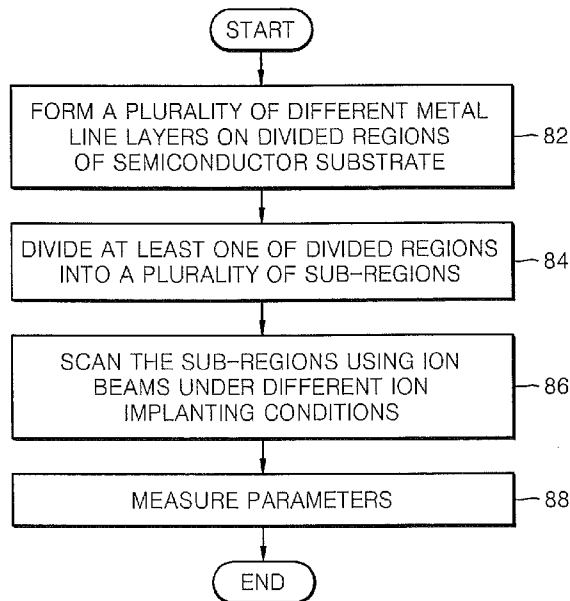 START
FORM A PLURALITY OF DIFFERENT METAL
LINE LAYERS ON DIVIDED REGIONS
OF SEMICONDUCTOR SUBSTRATE
82
DIVIDE AT LEAST ONE OF DIVIDED REGIONS
INTO A PLURALITY OF SUB-REGIONS
84
SCAN THE SUB-REGIONS USING ION
BEAMS UNDER DIFFERENT ION
IMPLANTING CONDITIONS
86
MEASURE PARAMETERS
88
END